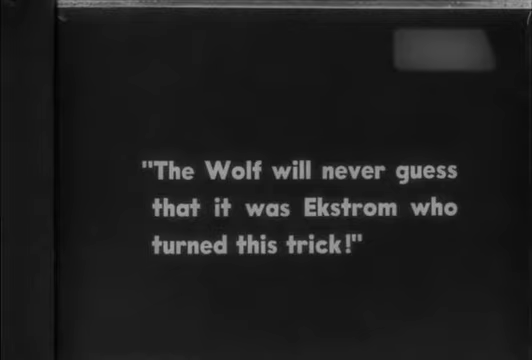 "The Wolf will never guess
that it was Ekstrom who
turned this trick!"